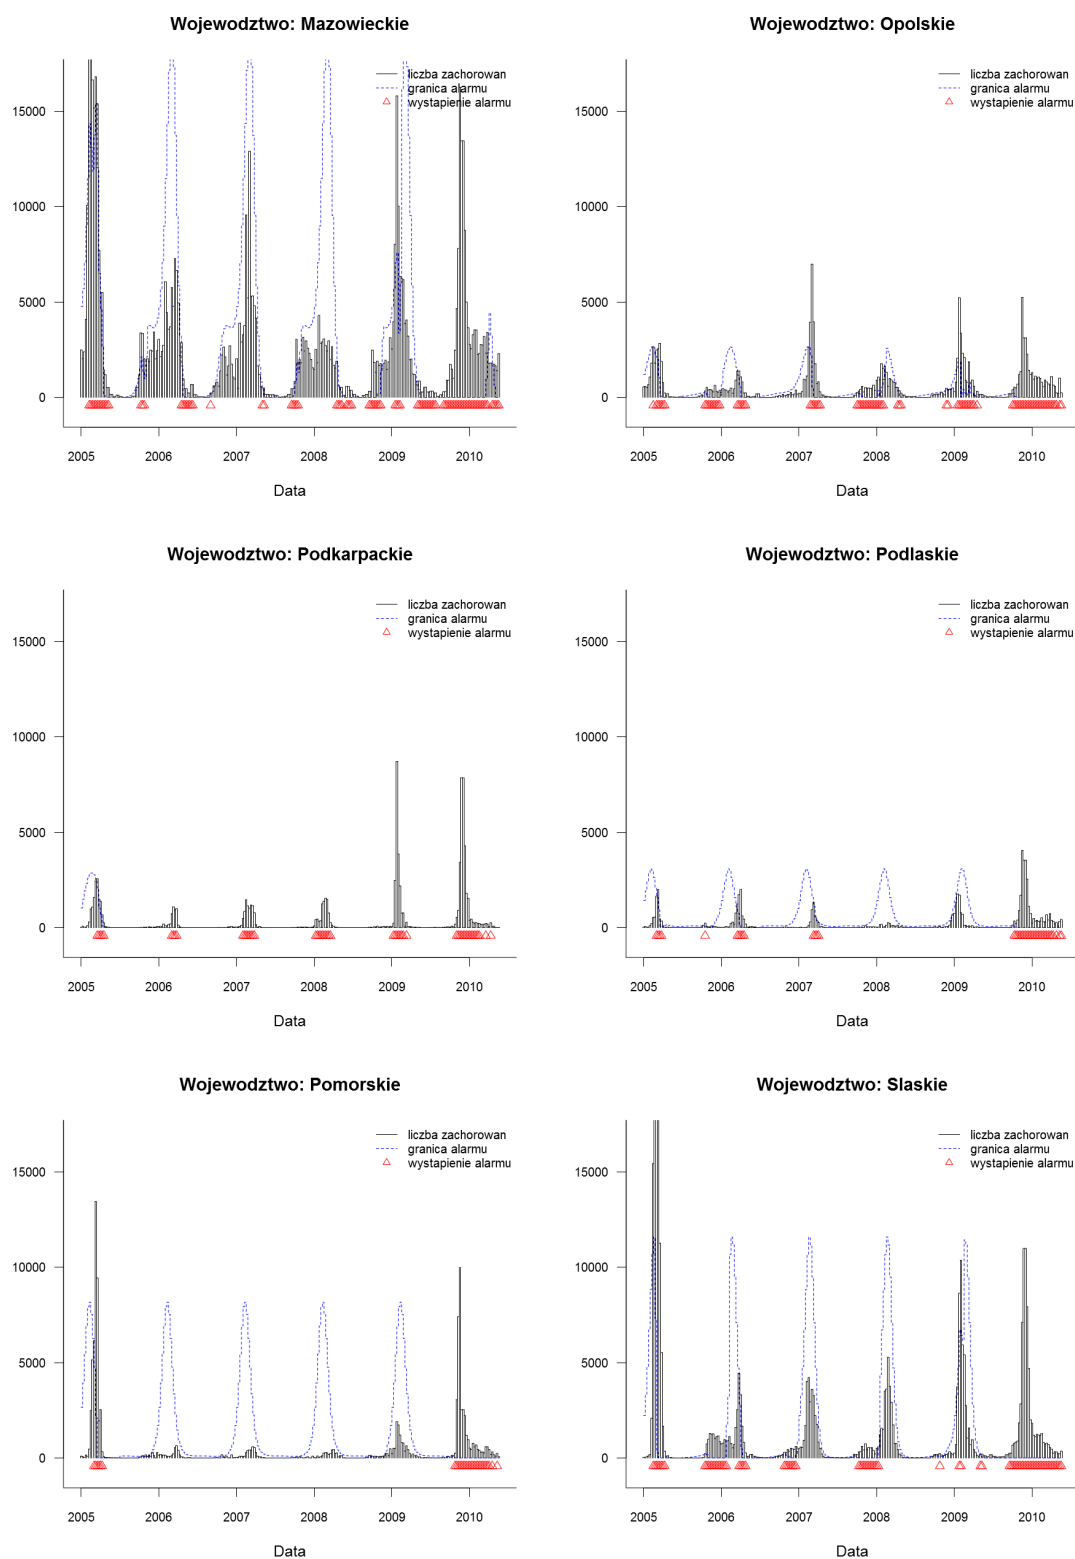 Wojewodztwo: Mazowieckie
liczba zachorowan
granica alarmu
wystapienie alarmu
15000
10000
5000
0
2005 2006 2007 2008 2009 2010
Data
Wojewodztwo: Opolskie
liczba zachorowan
granica alarmu
wystapienie alarmu
15000
10000
5000
0
2005 2006 2007 2008 2009 2010
Data
Wojewodztwo: Podkarpackie
liczba zachorowan
granica alarmu
wystapienie alarmu
15000
10000
5000
0
2005 2006 2007 2008 2009 2010
Data
Wojewodztwo: Podlaskie
liczba zachorowan
granica alarmu
wystapienie alarmu
15000
10000
5000
0
2005 2006 2007 2008 2009 2010
Data
Wojewodztwo: Pomorskie
liczba zachorowan
granica alarmu
wystapienie alarmu
15000
10000
5000
0
2005 2006 2007 2008 2009 2010
Data
Wojewodztwo: Slaskie
liczba zachorowan
granica alarmu
wystapienie alarmu
15000
10000
5000
0
2005 2006 2007 2008 2009 2010
Data